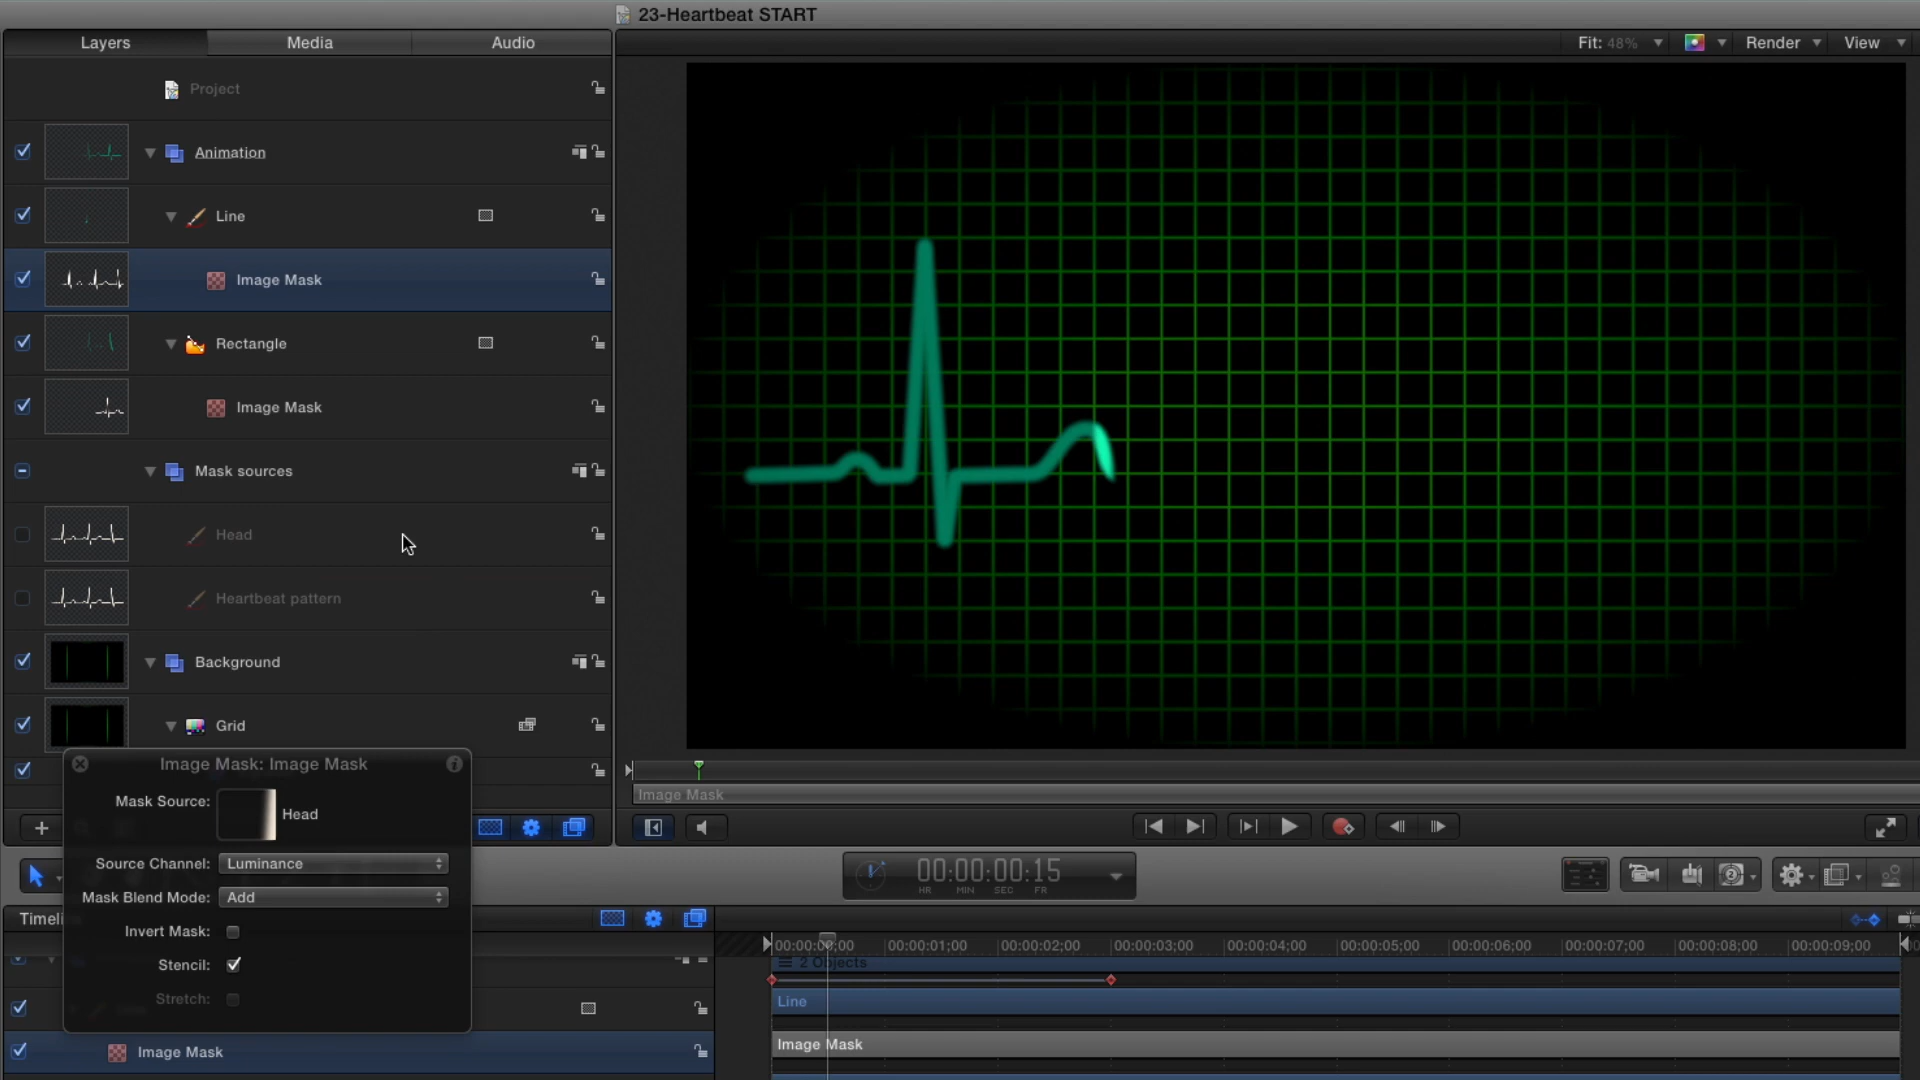 23-Heartbeat START
Layers
Media
Audio
Fit: 48%
Render
View
Project
Animation
Line
Image Mask
Rectangle
Image Mask
Mask sources
Head
Heartbeat pattern
Background
Grid
Image Mask: Image Mask
Mask Source:
Head
Source Channel:
Luminance
Mask Blend Mode:
Add
Invert Mask:
Stencil:
Stretch:
Image Mask
00:00:00:15
HR MIN SEC FR
Timeli
00:00:00;00
00:00:01;00
00:00:02;00
00:00:03;00
00:00:04;00
00:00:05;00
00:00:06;00
00:00:07;00
00:00:08;00
00:00:09;00
2 Objects
Line
Image Mask
Image Mask